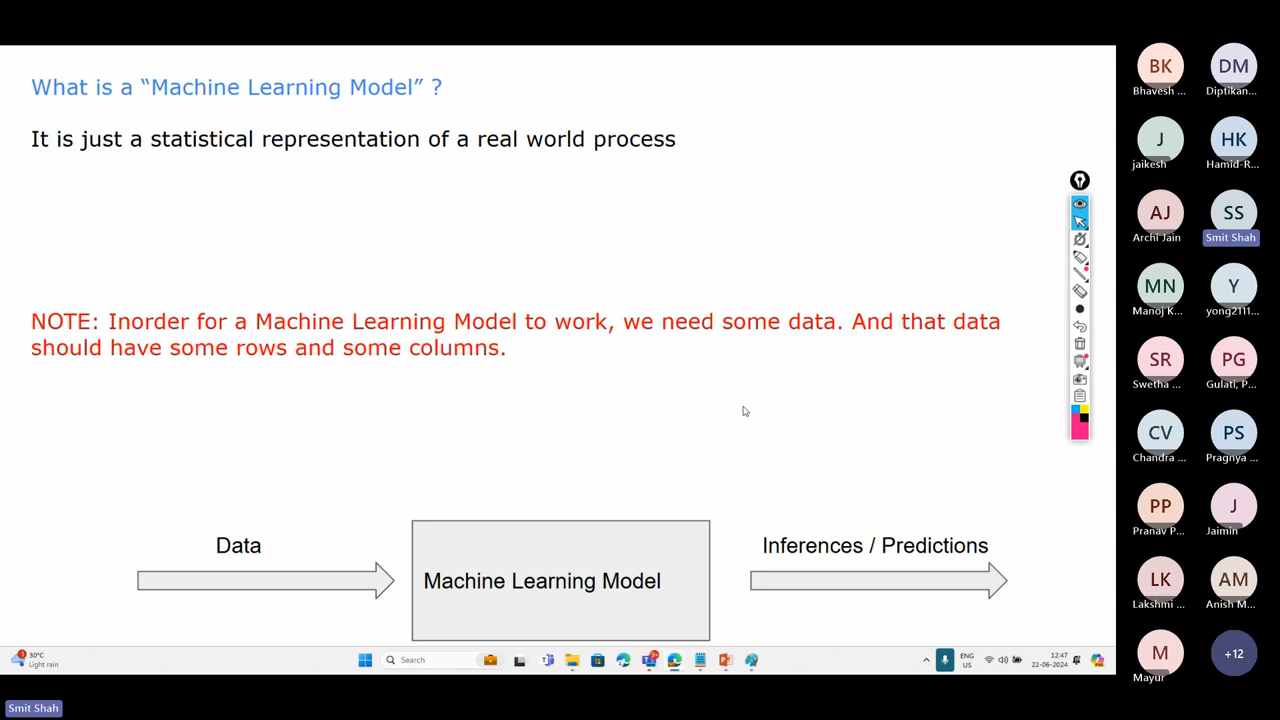 What is a “Machine Learning Model” ?
It is just a statistical representation of a real world process
NOTE: Inorder for a Machine Learning Model to work, we need some data. And that data
should have some rows and some columns.
Data
Machine Learning Model
Inferences / Predictions
BK
Bhavesh ...
DM
Diptikan...
J
jaikesh
HK
Hamid-R...
AJ
Archi Jain
SS
Smit Shah
MN
Manoj K...
Y
yong2111...
SR
Swetha ...
PG
Gulati, P...
CV
Chandra ...
PS
Pragnya ...
PP
Pranav P...
J
Jaimin
LK
Lakshmi ...
AM
Anish M...
M
Mayur
+12
1
30°C
Light rain
Search
ENG
US
12:47
22-06-2024
Smit Shah